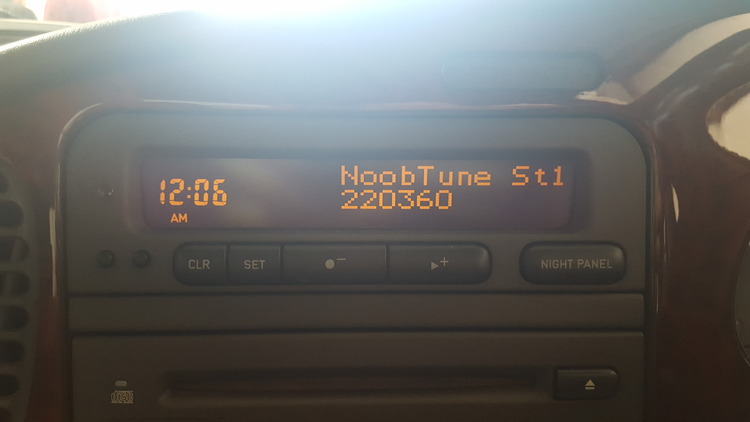 12:06
AM
NoobTune St1
220360
CLR
SET
NIGHT PANEL